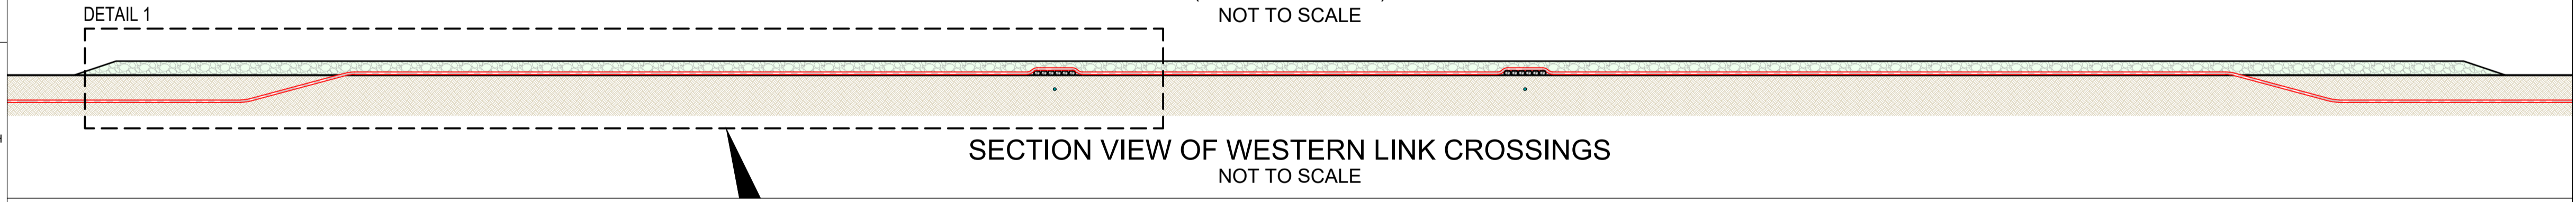 DETAIL 1
NOT TO SCALE
SECTION VIEW OF WESTERN LINK CROSSINGS
NOT TO SCALE